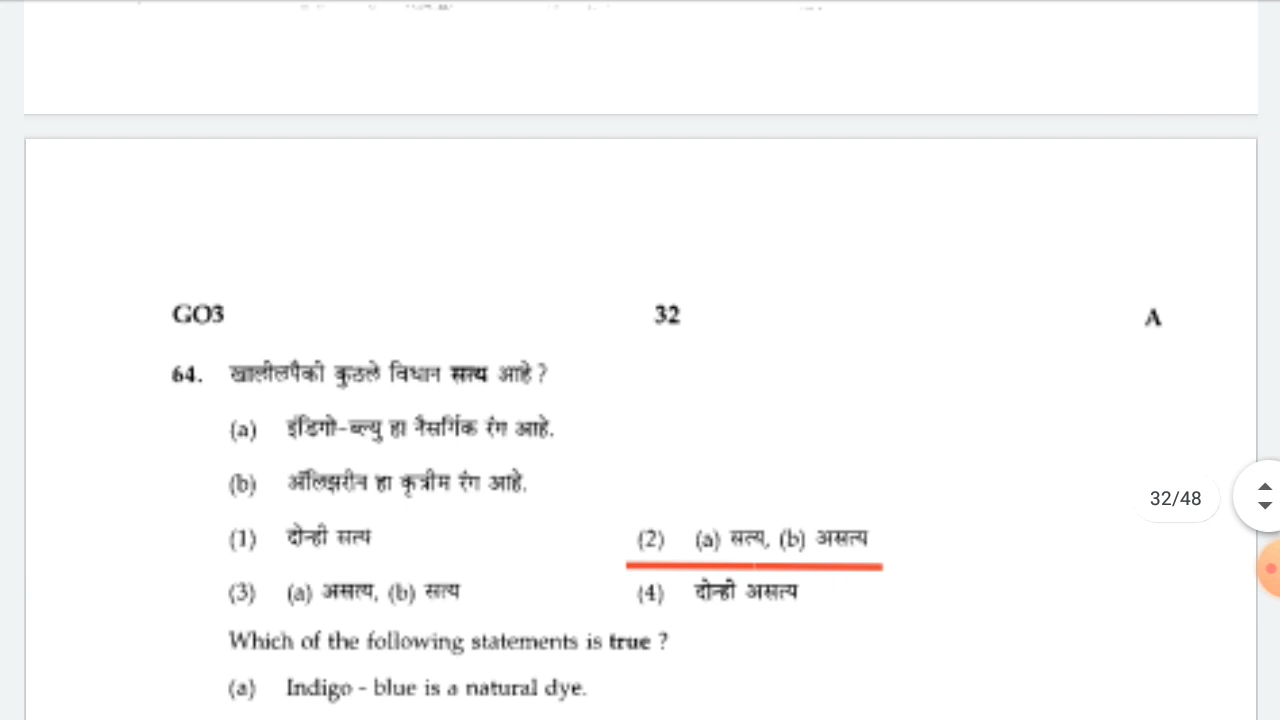 GO3 32 A
64. खालीलपैकी कुठले विधान सत्य आहे ?
(a) इंडिगो-ब्ल्यु हा नैसर्गिक रंग आहे.
(b) ॲलिझरीन हा कृत्रीम रंग आहे.
(1) दोन्ही सत्य (2) (a) सत्य, (b) असत्य
32/48
(3) (a) असत्य, (b) सत्य (4) दोन्ही असत्य
Which of the following statements is true ?
(a) Indigo - blue is a natural dye.